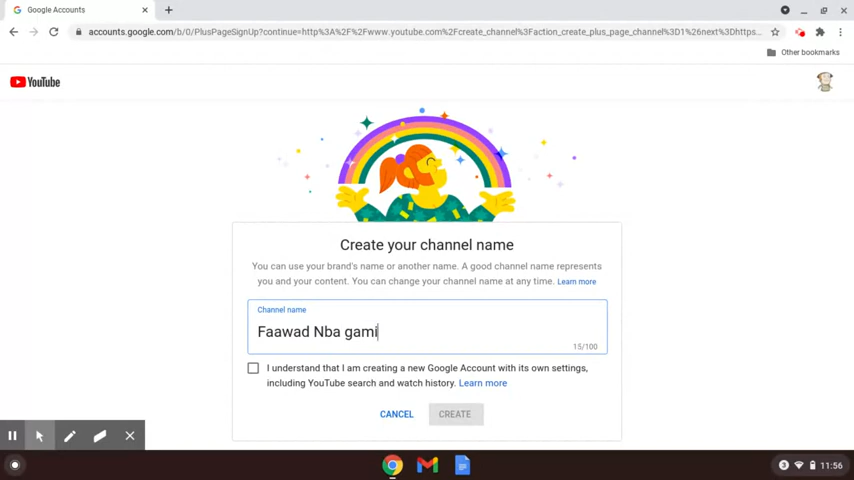 Google Accounts
accounts.google.com/b/0/PlusPageSignUp?continue=http%3A%2F%2Fwww.youtube.com%2Fcreate_channel%3Faction_create_plus_page_channel%3D1%26next%3Dhttps...
Other bookmarks
YouTube
Create your channel name
You can use your brand's name or another name. A good channel name represents
you and your content. You can change your channel name at any time. Learn more
Channel name
Faawad Nba gami
15/100
I understand that I am creating a new Google Account with its own settings,
including YouTube search and watch history. Learn more
CANCEL
CREATE
3
11:56